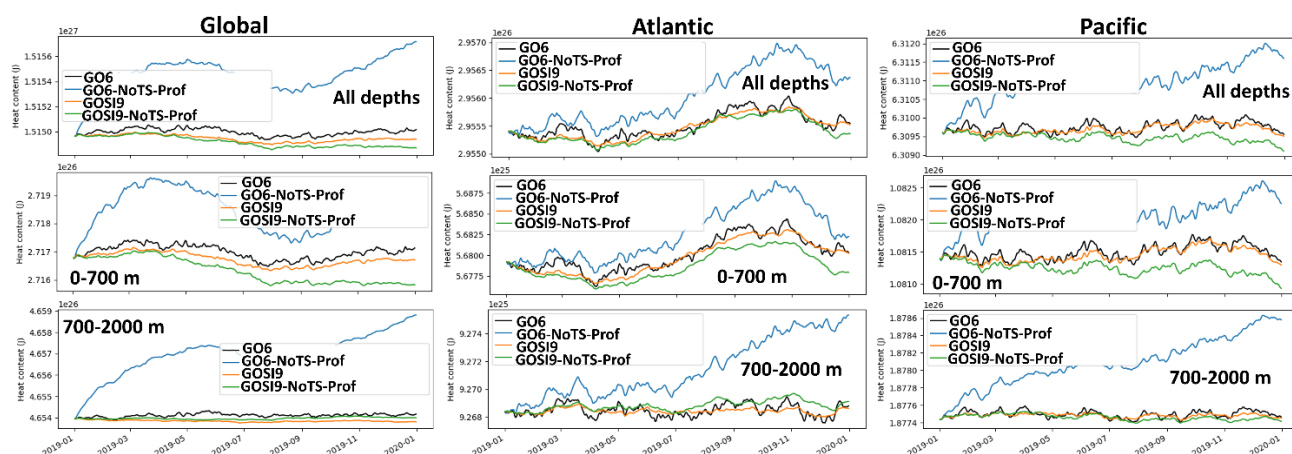 Global
Atlantic
Pacific
1e27
1e26
1e26
Heat content (J)
1.5156
1.5154
1.5152
1.5150
GO6
GO6-NoTS-Prof
GOSI9
GOSI9-NoTS-Prof
All depths
Heat content (J)
2.9570
2.9565
2.9560
2.9555
2.9550
GO6
GO6-NoTS-Prof
GOSI9
GOSI9-NoTS-Prof
All depths
Heat content (J)
6.3120
6.3110
6.3105
6.3100
6.3095
6.3090
GO6
GO6-NoTS-Prof
GOSI9
GOSI9-NoTS-Prof
All depths
1e26
1e25
1e26
Heat content (J)
2.719
2.718
2.717
2.716
GO6
GO6-NoTS-Prof
GOSI9
GOSI9-NoTS-Prof
0-700 m
Heat content (J)
5.6875
5.6850
5.6825
5.6800
5.6775
GO6
GO6-NoTS-Prof
GOSI9
GOSI9-NoTS-Prof
0-700 m
Heat content (J)
1.0825
1.0820
1.0815
1.0810
GO6
GO6-NoTS-Prof
GOSI9
GOSI9-NoTS-Prof
0-700 m
1e26
1e25
1e26
Heat content (J)
4.659
4.658
4.657
4.656
4.655
4.654
700-2000 m
GO6
GO6-NoTS-Prof
GOSI9
GOSI9-NoTS-Prof
2019-01
2019-03
2019-05
2019-07
2019-09
2019-11
2020-01
Heat content (J)
9.274
9.272
9.270
9.268
GO6
GO6-NoTS-Prof
GOSI9
GOSI9-NoTS-Prof
700-2000 m
2019-01
2019-03
2019-05
2019-07
2019-09
2019-11
2020-01
Heat content (J)
1.8786
1.8784
1.8782
1.8780
1.8778
1.8776
1.8774
GO6
GO6-NoTS-Prof
GOSI9
GOSI9-NoTS-Prof
700-2000 m
2019-01
2019-03
2019-05
2019-07
2019-09
2019-11
2020-01